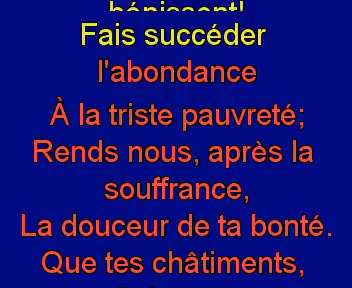 bénissent!
Fais succéder
l'abondance
À la triste pauvreté;
Rends nous, après la
souffrance,
La douceur de ta bonté.
Que tes châtiments,